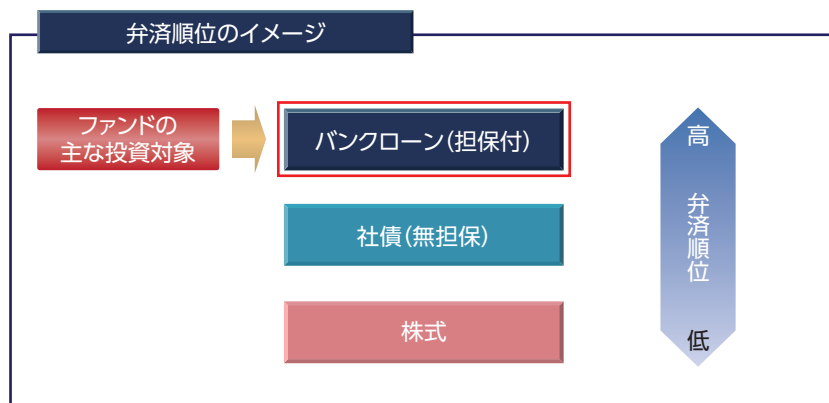 弁済順位のイメージ
ファンドの
主な投資対象
バンクローン(担保付)
社債(無担保)
株式
高
弁済順位
低